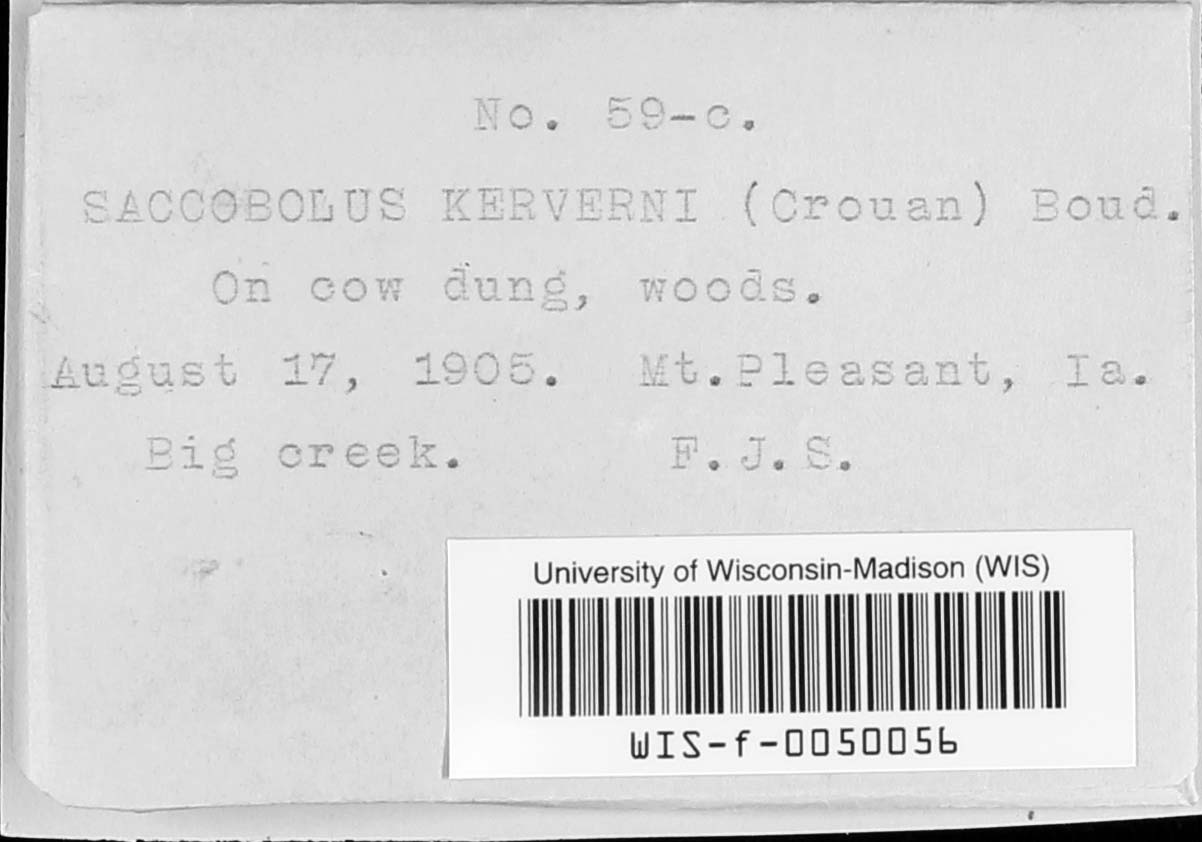 No. 59-c.
SACCOBOLUS KERVERNI (Crouan) Boud.
On cow dung, woods.
August 17, 1905. Mt.Pleasant, Ia.
Big creek. F.J.S.
University of Wisconsin-Madison (WIS)
WIS-f-0050056